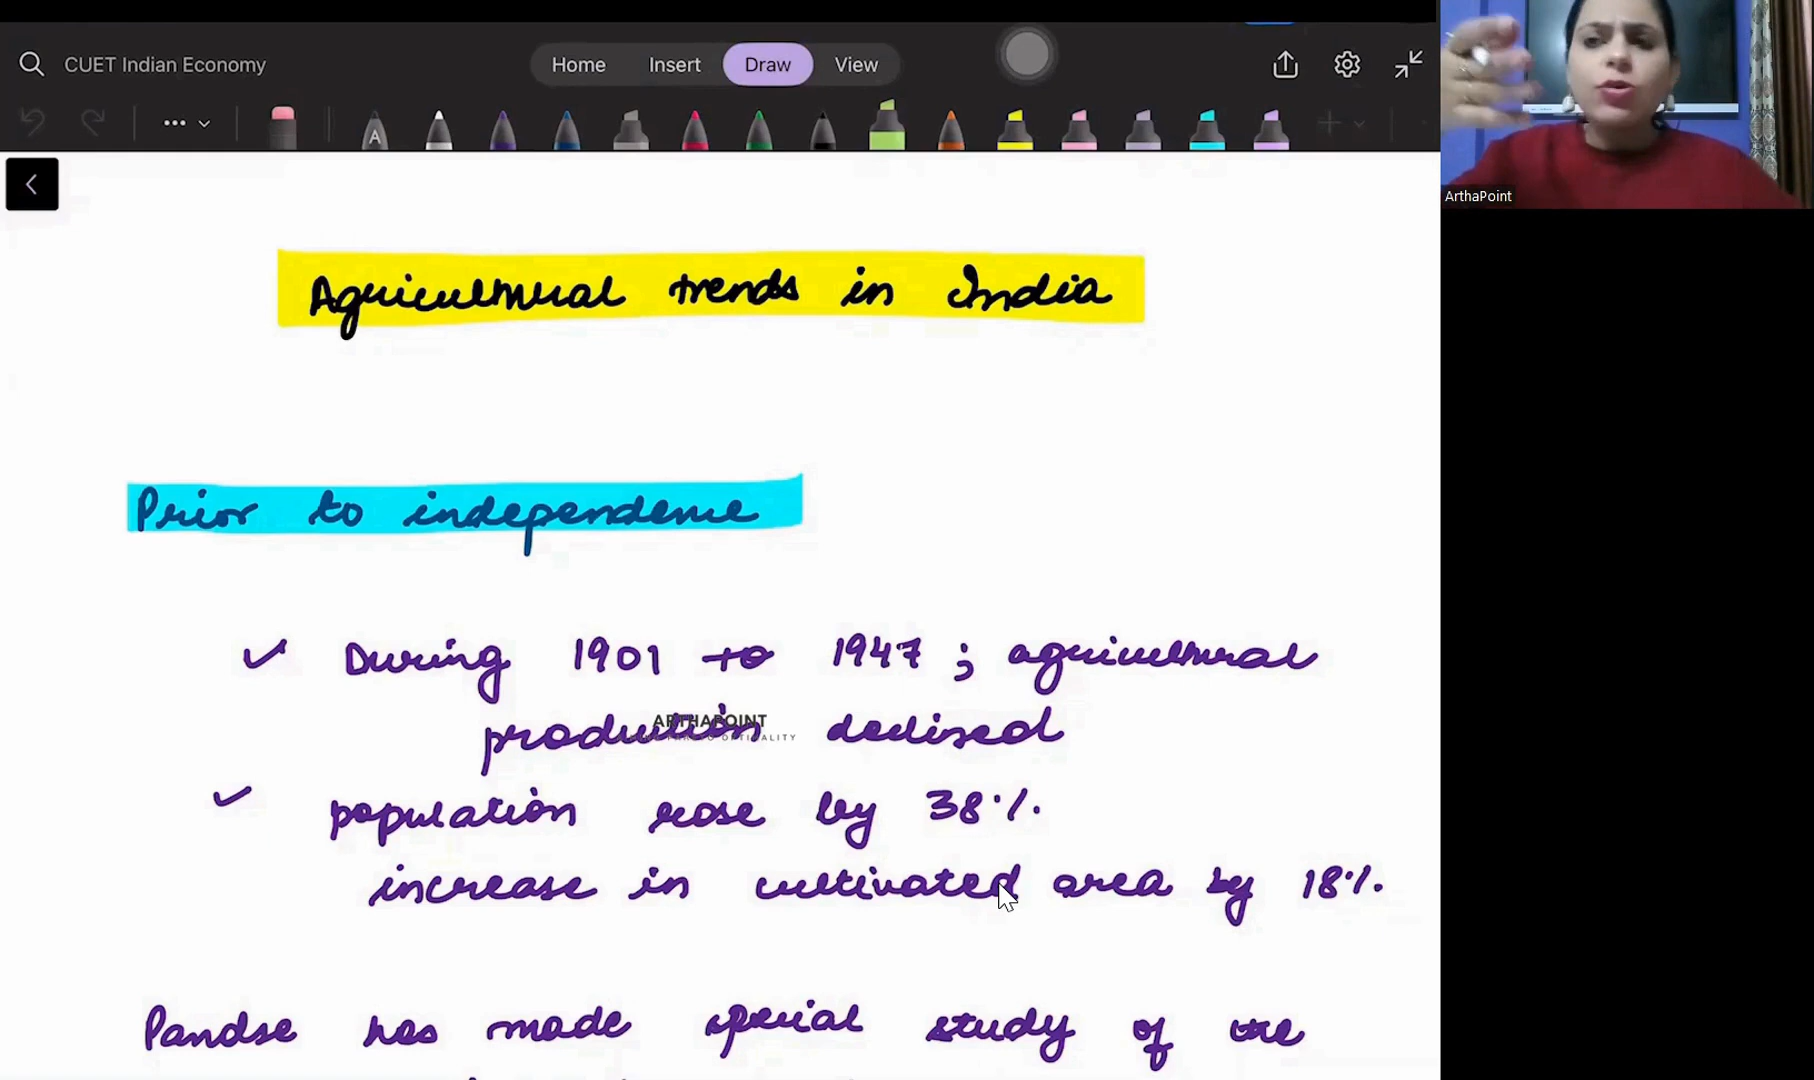 CUET Indian Economy
Home Insert Draw View
ArthaPoint
Agricultural trends in India
Prior to independence
During 1901 to 1947 ; agricultural
production declined
ARTHAPOINT
population rose by 38%.
increase in cultivated area by 18%.
Pandse has made special study of the